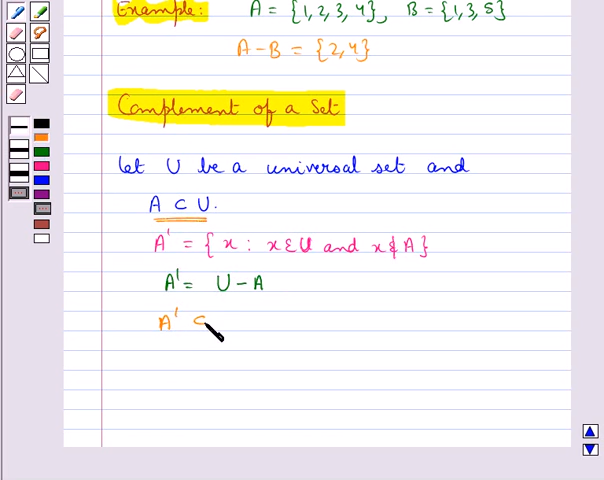 Example: A = {1, 2, 3, 4}, B = {1, 3, 5}
A - B = {2, 4}
Complement of a Set
let U be a universal set and
A ⊂ U.
A' = { x : x ∈ U and x ∉ A}
A' = U - A
A' ⊂